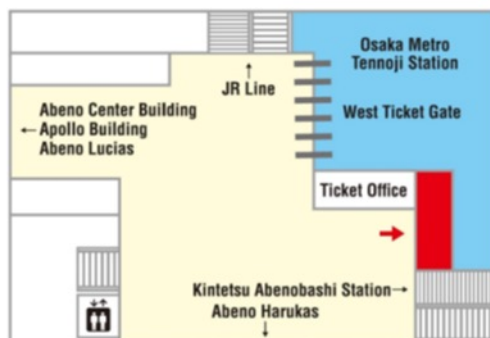 Osaka Metro
Tennoji Station
JR Line
West Ticket Gate
Abeno Center Building
Apollo Building
Abeno Lucias
Ticket Office
Kintetsu Abenobashi Station
Abeno Harukas